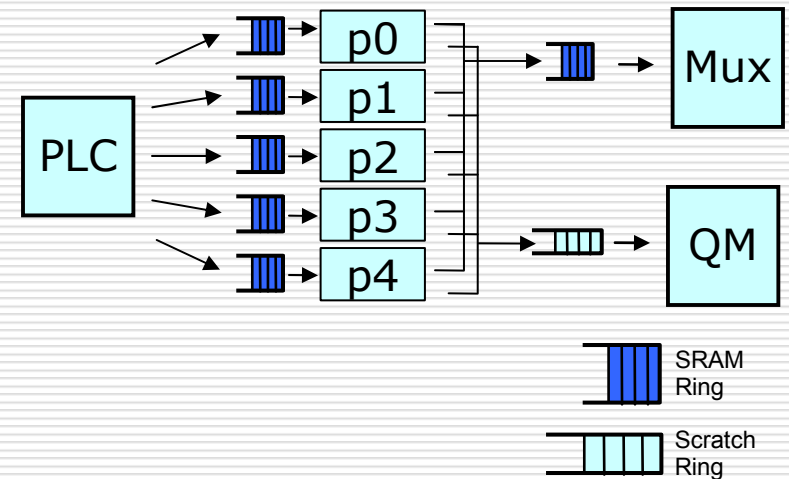 PLC
p0
p1
p2
p3
p4
Mux
QM
SRAM
Ring
Scratch
Ring